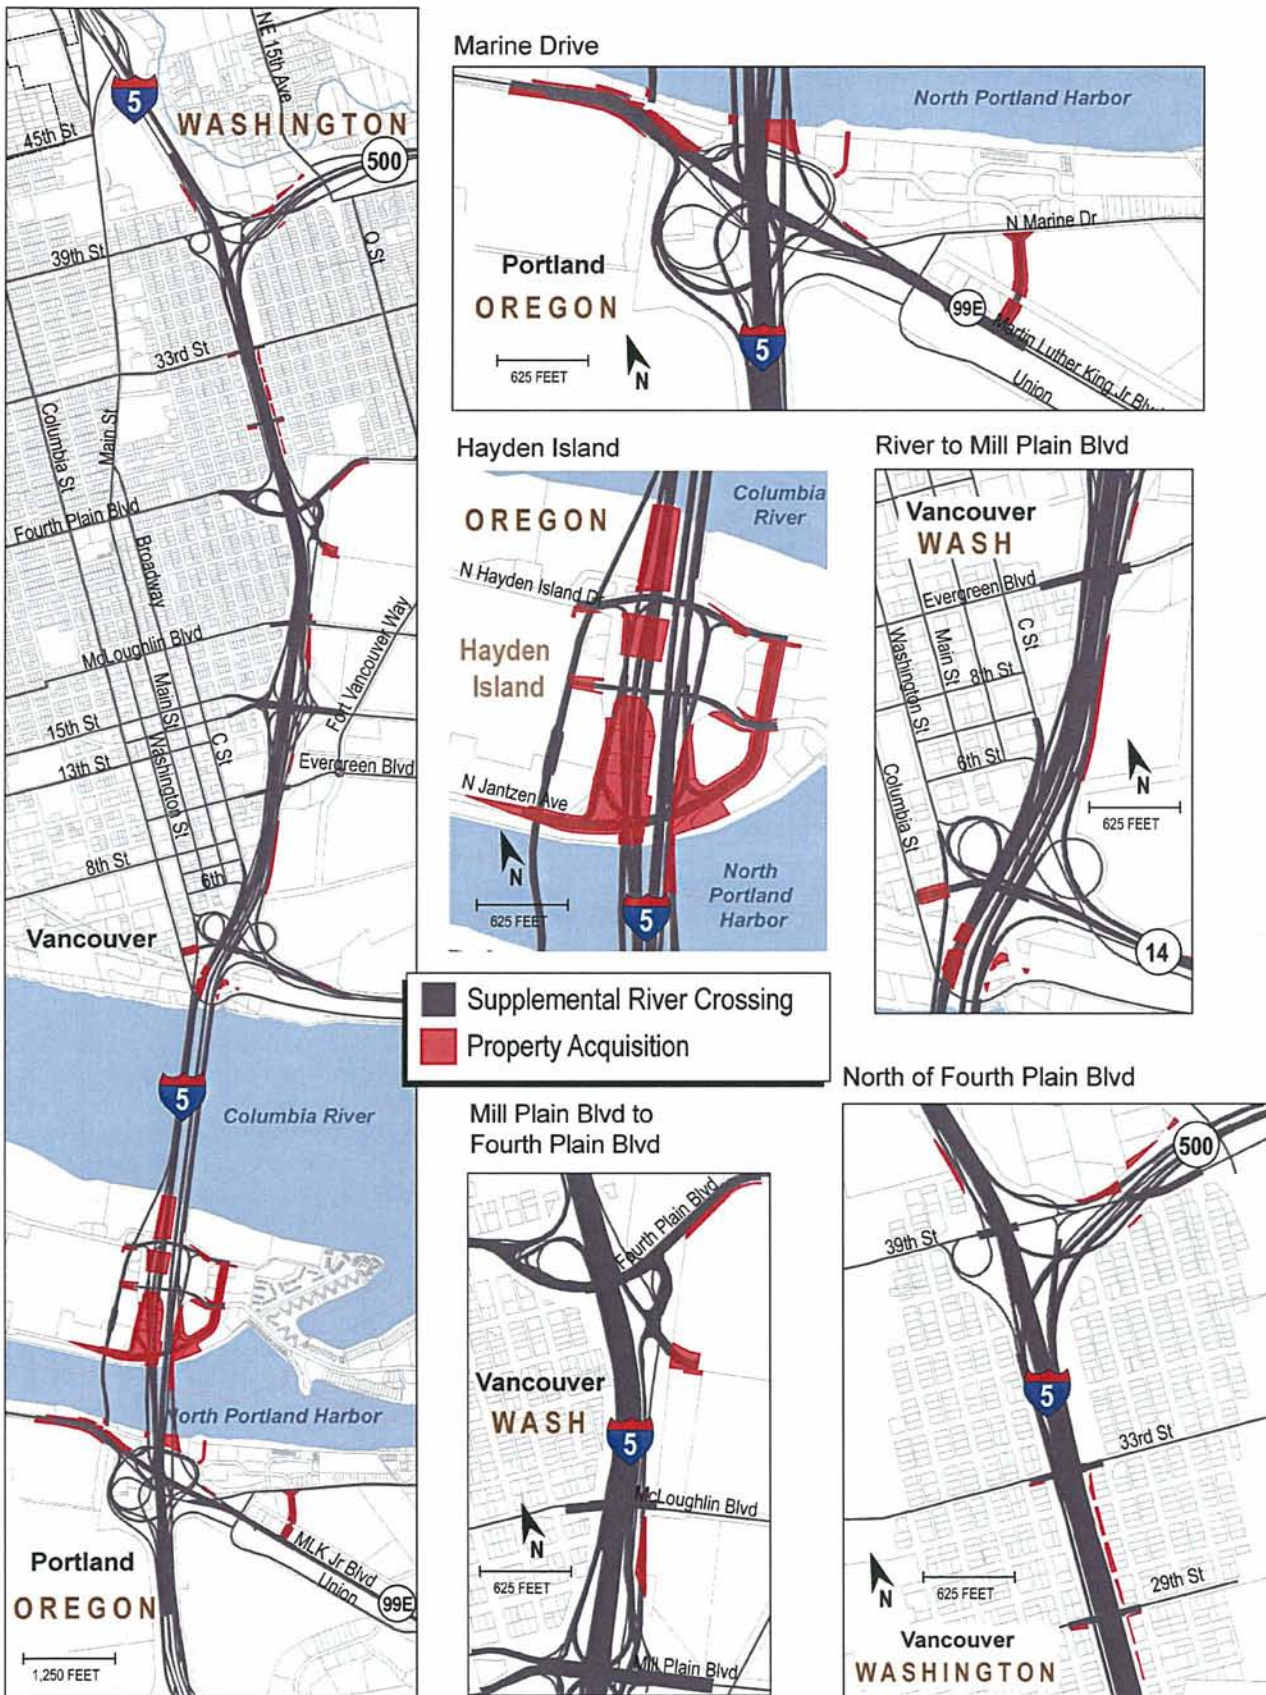 NE 15th Ave
5
WASHINGTON
45th St
500
39th St
Q St
33rd St
Columbia St
Main St
Fourth Plain Blvd
Broadway
McLoughlin Blvd
Fort Vancouver Way
Main St
15th St
C St
Washington St
13th St
Evergreen Blvd
8th St
6th
Vancouver
5
Columbia River
North Portland Harbor
Portland
MLK Jr Blvd
Union
OREGON
99E
1,250 FEET
Marine Drive
North Portland Harbor
N Marine Dr
Portland
OREGON
99E
5
Martin Luther King Jr Blvd
625 FEET
N
Union
Hayden Island
OREGON
Columbia
River
N Hayden Island Dr
Hayden
Island
N Jantzen Ave
N
North
Portland
Harbor
625 FEET
5
River to Mill Plain Blvd
Vancouver
WASH
Evergreen Blvd
Washington St
Main St
C St
8th St
6th St
N
Columbia St
625 FEET
14
Supplemental River Crossing
Property Acquisition
Mill Plain Blvd to
Fourth Plain Blvd
Fourth Plain Blvd
Vancouver
WASH
5
McLoughlin Blvd
N
625 FEET
Mill Plain Blvd
North of Fourth Plain Blvd
500
39th St
5
33rd St
N
625 FEET
29th St
Vancouver
WASHINGTON